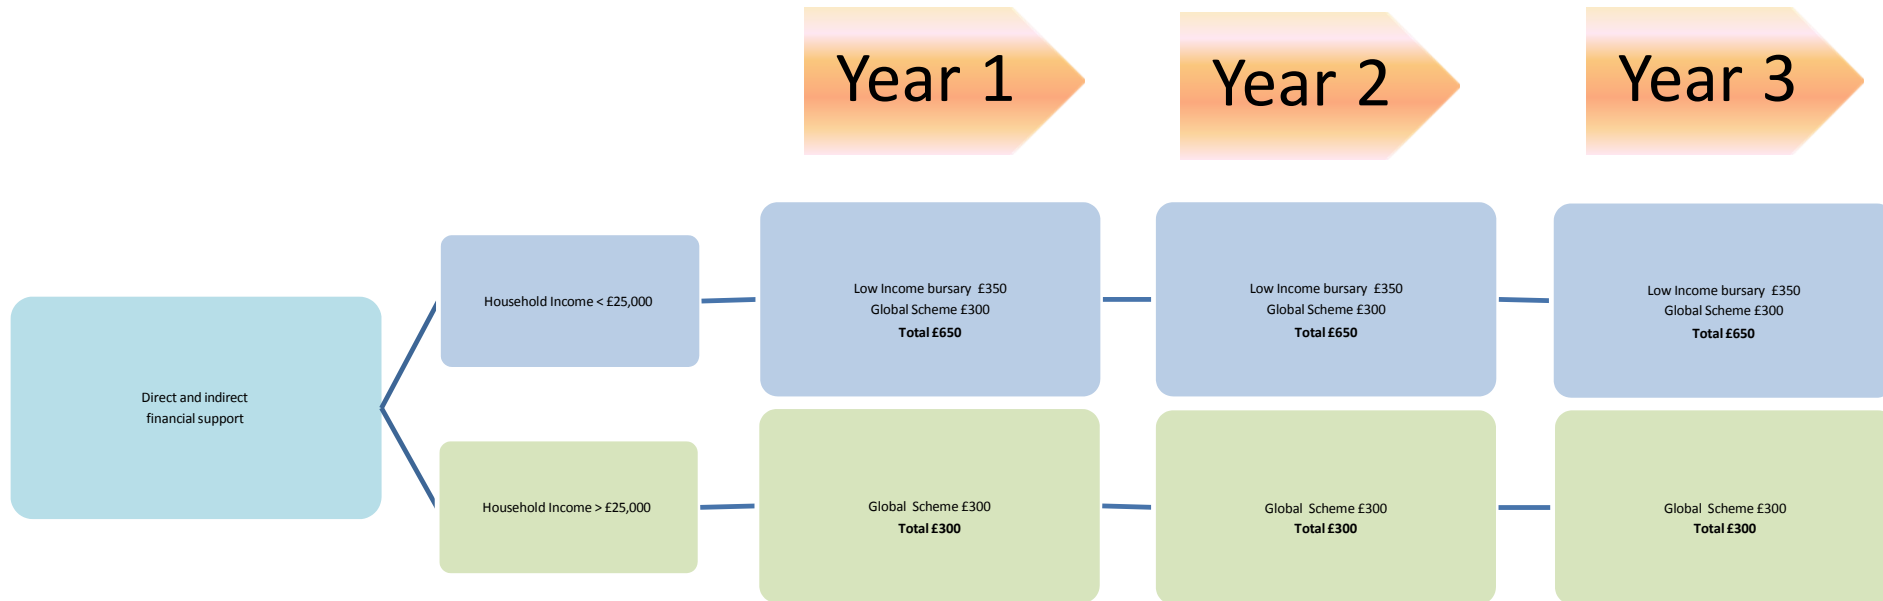 Year 1
Year 2
Year 3
Direct and indirect
financial support
Household Income < £25,000
Low Income bursary £350
Global Scheme £300
Total £650
Low Income bursary £350
Global Scheme £300
Total £650
Low Income bursary £350
Global Scheme £300
Total £650
Household Income > £25,000
Global Scheme £300
Total £300
Global Scheme £300
Total £300
Global Scheme £300
Total £300